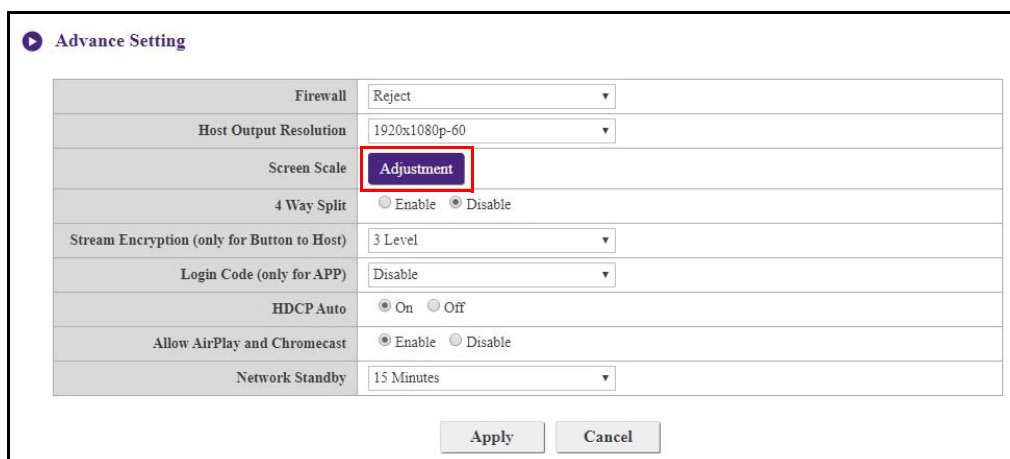 Advance Setting
Firewall Reject
Host Output Resolution 1920x1080p-60
Screen Scale Adjustment
4 Way Split Enable Disable
Stream Encryption (only for Button to Host) 3 Level
Login Code (only for APP) Disable
HDCP Auto On Off
Allow AirPlay and Chromecast Enable Disable
Network Standby 15 Minutes
Apply Cancel